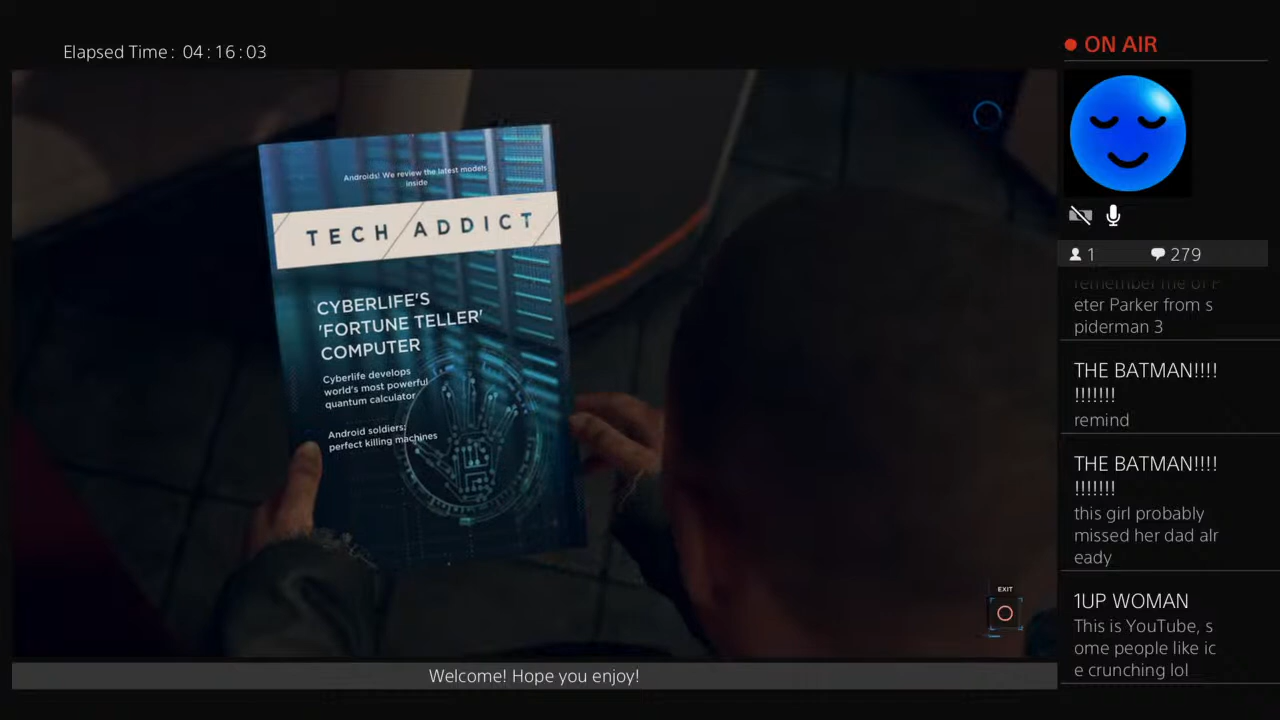 Elapsed Time: 04:16:03
ON AIR
Androids! We review the latest models
inside
TECH ADDICT
CYBERLIFE'S
'FORTUNE TELLER'
COMPUTER
Cyberlife develops
world's most powerful
quantum calculator
Android soldiers:
perfect killing machines
EXIT
Welcome! Hope you enjoy!
1
279
remember me of P
eter Parker from s
piderman 3
THE BATMAN!!!!
!!!!!!!
remind
THE BATMAN!!!!
!!!!!!!
this girl probably
missed her dad alr
eady
1UP WOMAN
This is YouTube, s
ome people like ic
e crunching lol